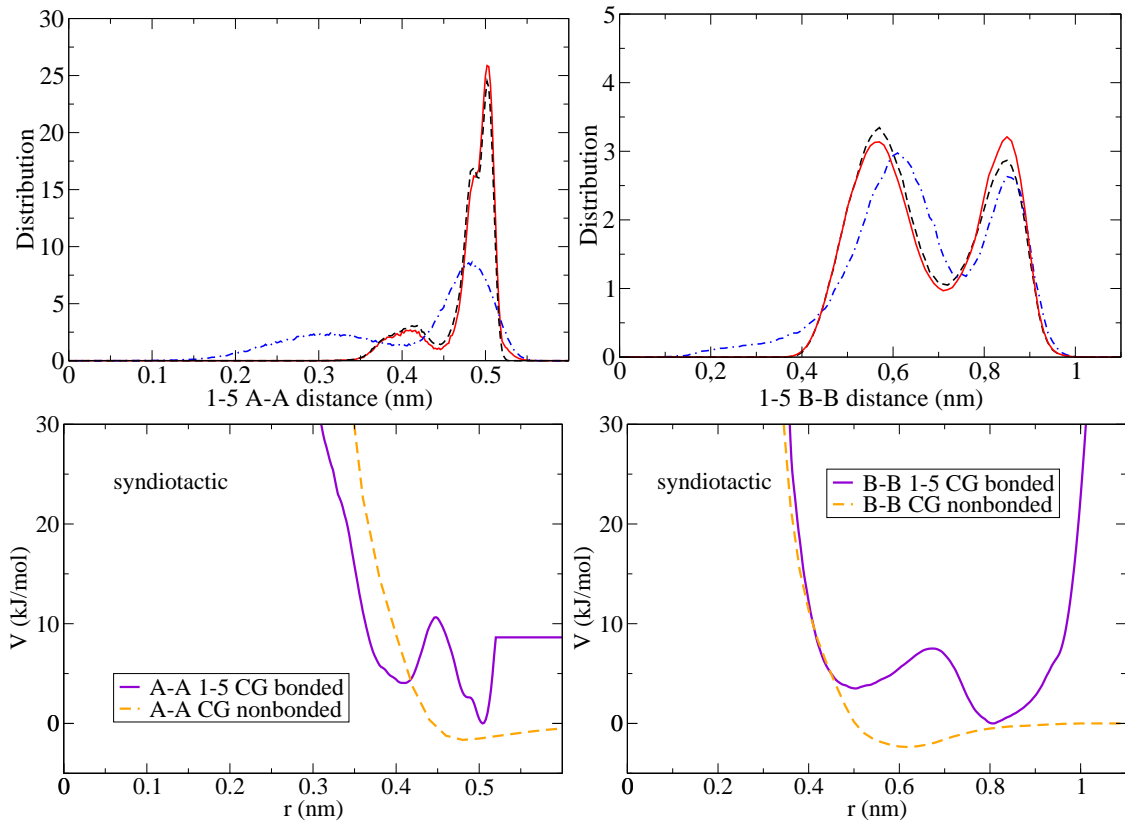 30
25
20
15
10
5
0
Distribution
0 0.1 0.2 0.3 0.4 0.5
1-5 A-A distance (nm)
5
4
3
2
1
0
Distribution
0 0,2 0,4 0,6 0,8 1
1-5 B-B distance (nm)
30
20
10
0
V (kJ/mol)
syndiotactic
A-A 1-5 CG bonded
A-A CG nonbonded
0 0 0.1 0.2 0.3 0.4 0.5
r (nm)
30
20
10
0
V (kJ/mol)
syndiotactic
B-B 1-5 CG bonded
B-B CG nonbonded
0 0.2 0.4 0.6 0.8 1.0
r (nm)